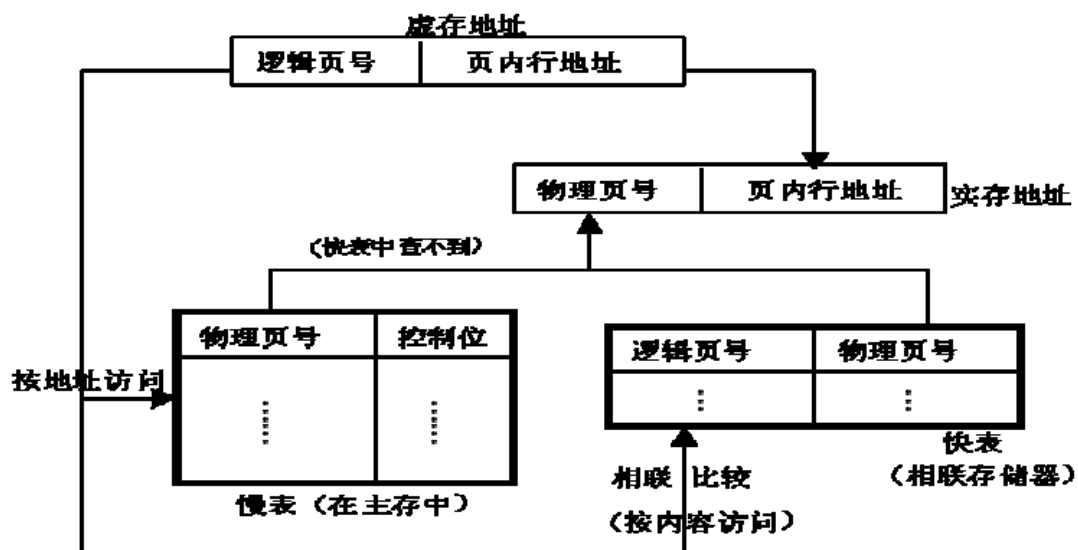 虚存地址
逻辑页号 页内行地址
物理页号 页内行地址 实存地址
(快表中查不到)
物理页号 控制位
逻辑页号 物理页号
按地址访问
慢表(在主存中)
快表
(相联存储器)
相联 比较
(按内容访问)